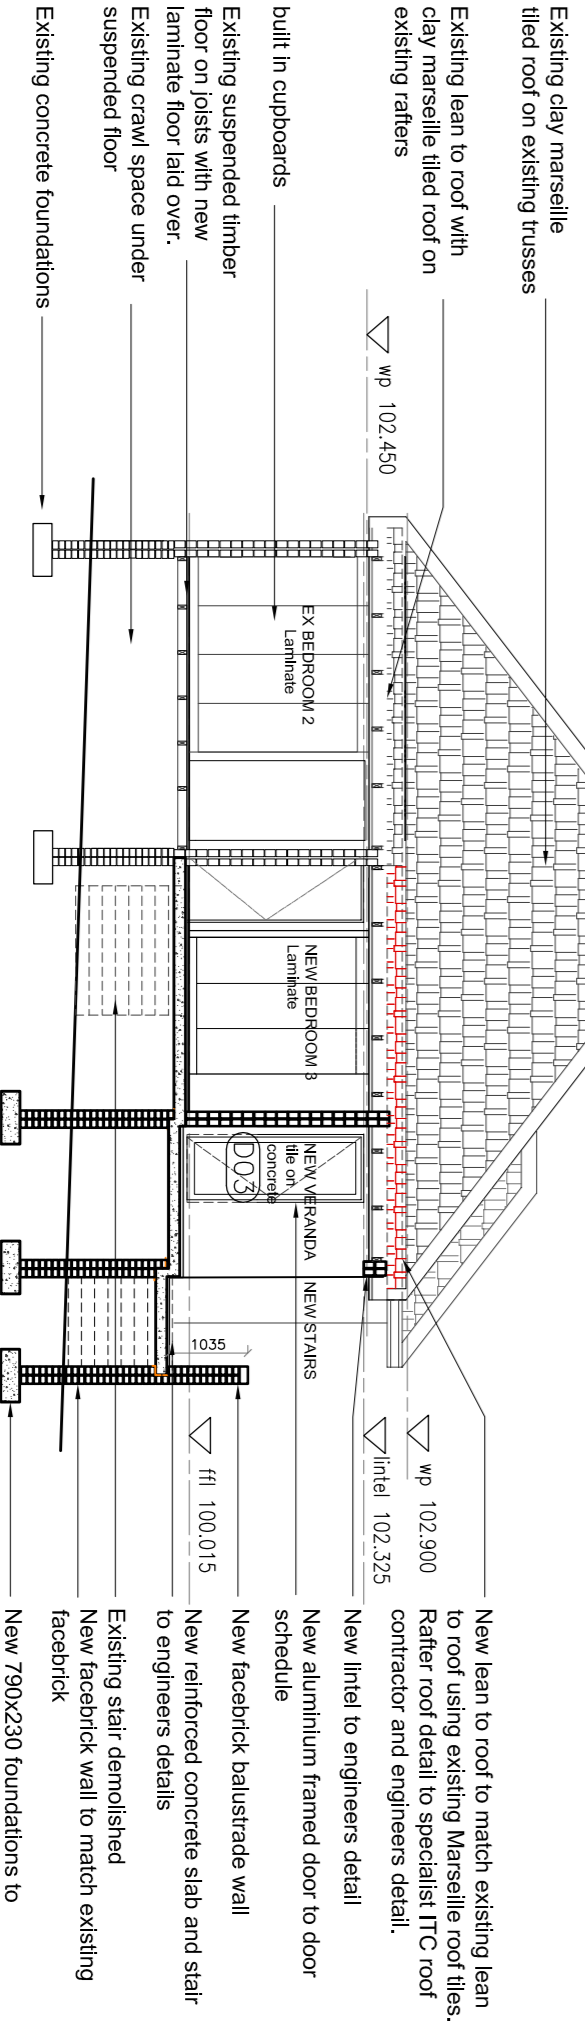 Existing clay marseille
tiled roof on existing trusses
Existing lean to roof with
clay marseille tiled roof on
existing rafters
built in cupboards
Existing suspended timber
floor on joists with new
laminate floor laid over.
Existing crawl space under
suspended floor
Existing concrete foundations
wp 102.450
EX BEDROOM 2
Laminate
NEW BEDROOM 3
Laminate
NEW VERANDA
tile on
concrete
D03
NEW STAIRS
1035
wp 102.900
lintel 102.325
ffl 100.015
New lean to roof to match existing lean
to roof using existing Marseille roof tiles.
Rafter roof detail to specialist ITC roof
contractor and engineers detail.
New lintel to engineers detail
New aluminium framed door to door
schedule
New facebrick balustrade wall
New reinforced concrete slab and stair
to engineers details
Existing stair demolished
New facebrick wall to match existing
facebrick
New 790x230 foundations to